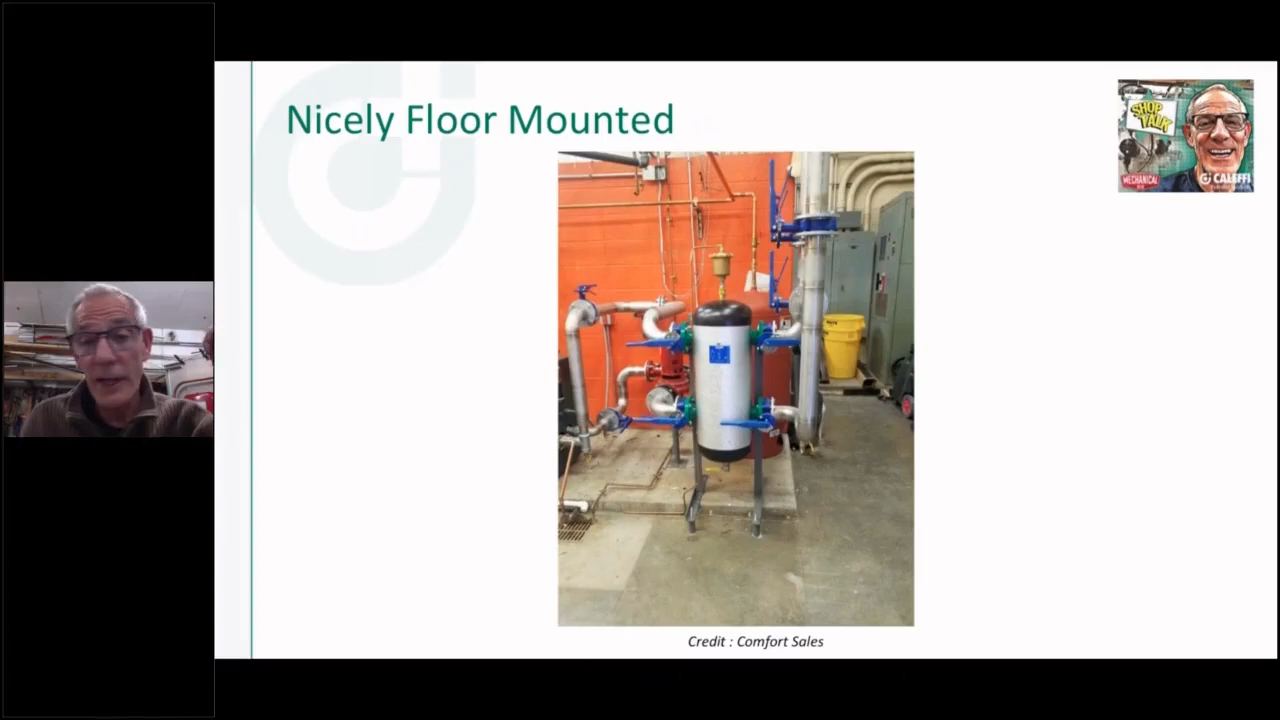 Nicely Floor Mounted
SHOP
TALK
MECHANICAL
CALEFFI
Credit : Comfort Sales